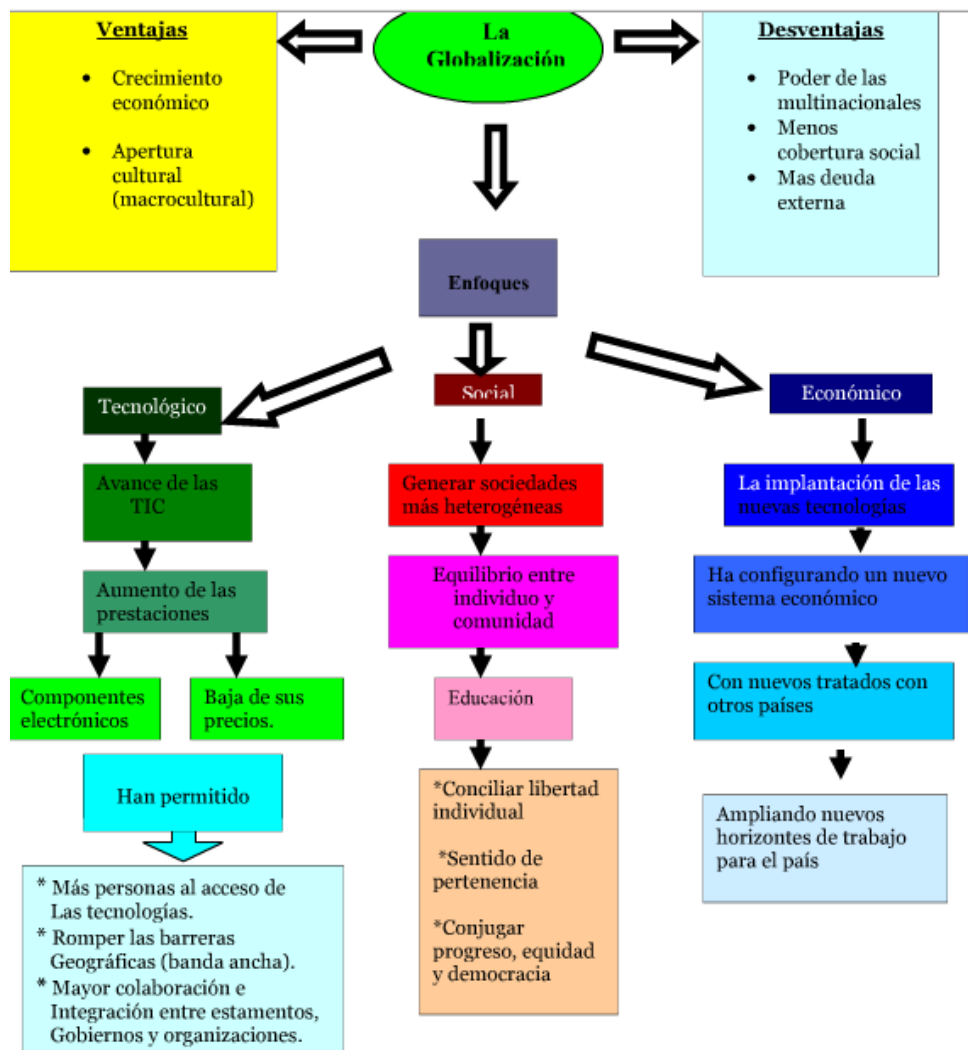 La
Globalización
Ventajas
• Crecimiento
económico
• Apertura
cultural
(macrocultural)
Desventajas
• Poder de las
multinacionales
• Menos
cobertura social
• Mas deuda
externa
Enfoques
Tecnológico
Avance de las
TIC
Aumento de las
prestaciones
Componentes
electrónicos
Baja de sus
precios.
Han permitido
* Más personas al acceso de
Las tecnologías.
* Romper las barreras
Geográficas (banda ancha).
* Mayor colaboración e
Integración entre estamentos,
Gobiernos y organizaciones.
Social
Generar sociedades
más heterogéneas
Equilibrio entre
individuo y
comunidad
Educación
*Conciliar libertad
individual
*Sentido de
pertenencia
*Conjugar
progreso, equidad
y democracia
Económico
La implantación de las
nuevas tecnologías
Ha configurando un nuevo
sistema económico
Con nuevos tratados con
otros países
Ampliando nuevos
horizontes de trabajo
para el país